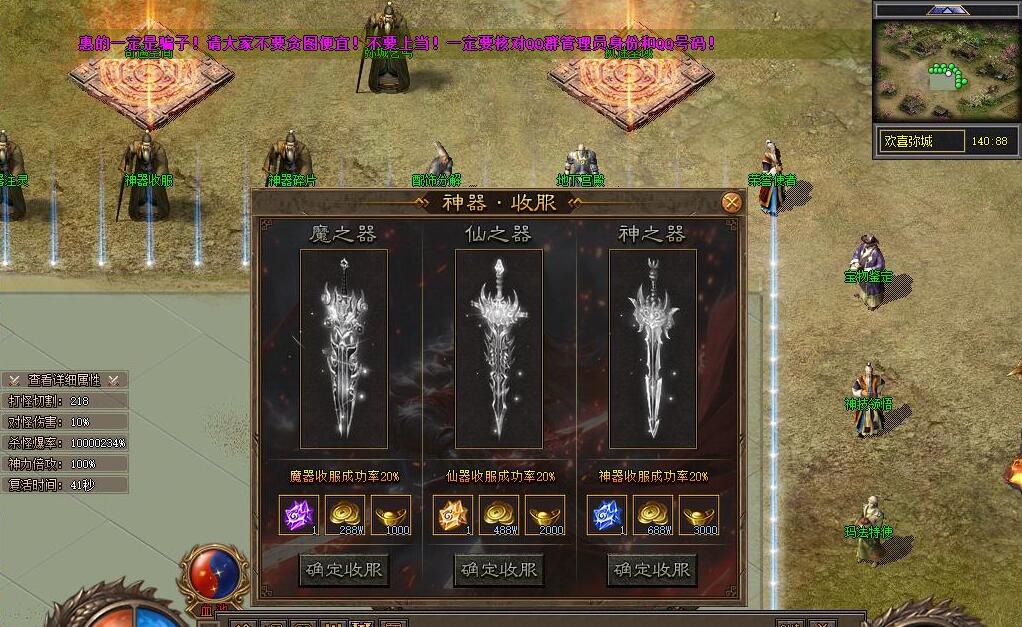 惠的一定是骗子！请大家不要贪图便宜！不要上当！一定要核对QQ群管理员身份和QQ号码！
欢喜弥城
140:88
器注灵
神器收服
神器碎片
配饰分解
地下宫殿
荣誉使者
神器·收服
魔之器
仙之器
神之器
宝物鉴定
查看详细属性
打怪切割：218
对怪伤害：10%
杀怪爆率：10000234%
神力倍攻：100%
复活时间：41秒
神技领悟
魔器收服成功率20%
仙器收服成功率20%
神器收服成功率20%
1
288W
1000
1
488W
2000
1
688W
3000
玛法特使
确定收服
确定收服
确定收服